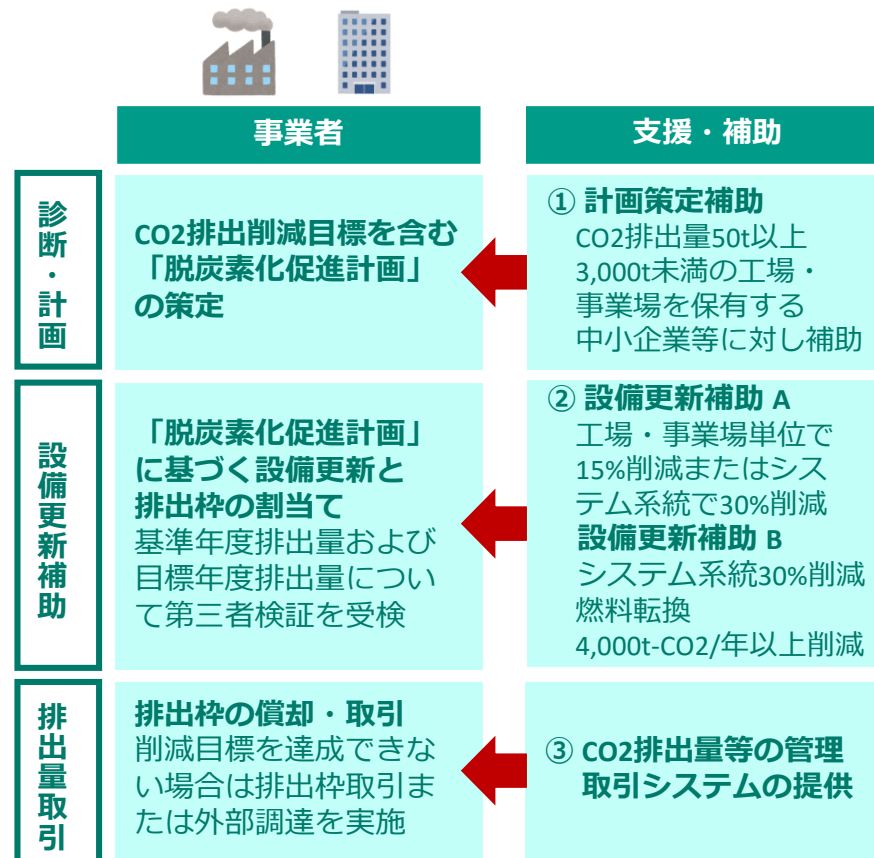 事業者
支援・補助
診断・計画
CO2排出削減目標を含む
「脱炭素化促進計画」
の策定
① 計画策定補助
CO2排出量50t以上
3,000t未満の工場・
事業場を保有する
中小企業等に対し補助
設備更新補助
「脱炭素化促進計画」
に基づく設備更新と
排出枠の割当て
基準年度排出量および
目標年度排出量につい
て第三者検証を受検
② 設備更新補助 A
工場・事業場単位で
15%削減またはシス
テム系統で30%削減
設備更新補助 B
システム系統30%削減
燃料転換
4,000t-CO2/年以上削減
排出量取引
排出枠の償却・取引
削減目標を達成できな
い場合は排出枠取引ま
たは外部調達を実施
③ CO2排出量等の管理
取引システムの提供